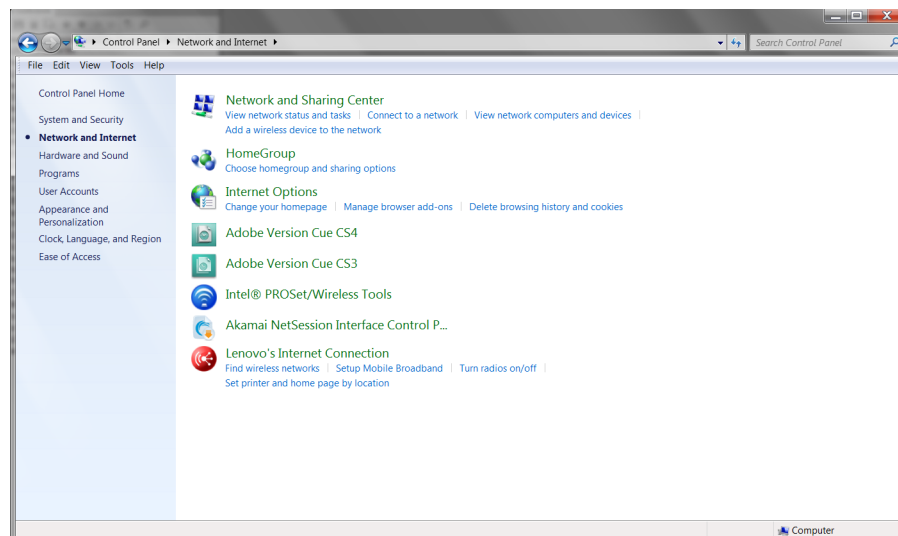 Control Panel Network and Internet
Search Control Panel
File Edit View Tools Help
Control Panel Home
System and Security
Network and Internet
Hardware and Sound
Programs
User Accounts
Appearance and
Personalization
Clock, Language, and Region
Ease of Access
Network and Sharing Center
View network status and tasks Connect to a network View network computers and devices
Add a wireless device to the network
HomeGroup
Choose homegroup and sharing options
Internet Options
Change your homepage Manage browser add-ons Delete browsing history and cookies
Adobe Version Cue CS4
Adobe Version Cue CS3
Intel® PROSet/Wireless Tools
Akamai NetSession Interface Control P...
Lenovo's Internet Connection
Find wireless networks Setup Mobile Broadband Turn radios on/off
Set printer and home page by location
Computer